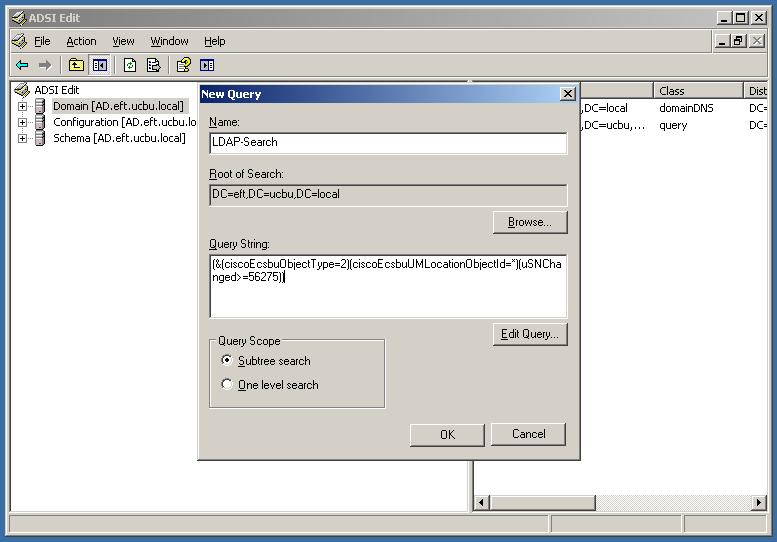 ADSI Edit
File Action View Window Help
ADSI Edit
Domain [AD.eft.ucbu.local]
Configuration [AD.eft.ucbu.lo
Schema [AD.eft.ucbu.local]
Class
Dist
,DC=local domainDNS DC=
,DC=ucbu,... query DC=
New Query
Name:
LDAP-Search
Root of Search:
DC=eft,DC=ucbu,DC=local
Browse...
Query String:
(&(ciscoEcsbuObjectType=2)(ciscoEcsbuUMLocationObjectId=*)(uSNCha
nged>=56275))
Edit Query...
Query Scope
Subtree search
One level search
OK
Cancel